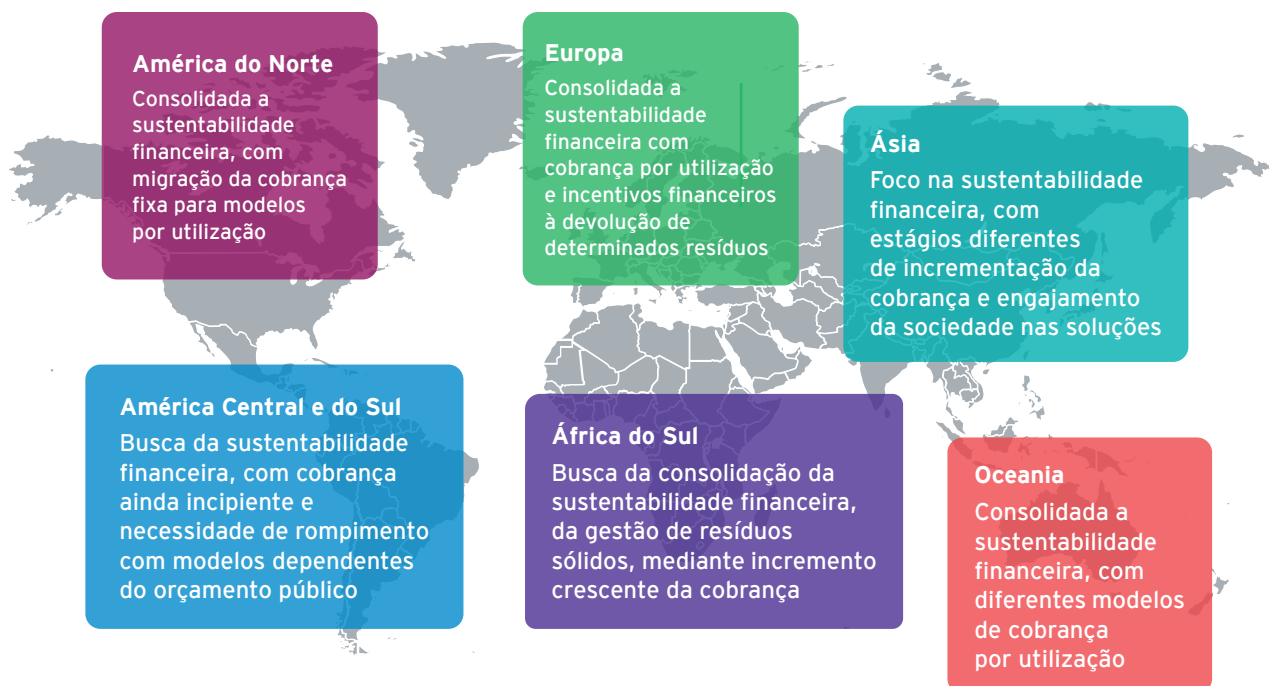 América do Norte
Consolidada a
sustentabilidade
financeira, com
migração da cobrança
fixa para modelos
por utilização
Europa
Consolidada a
sustentabilidade
financeira com
cobrança por utilização
e incentivos financeiros
à devolução de
determinados resíduos
Ásia
Foco na sustentabilidade
financeira, com
estágios diferentes
de incrementação da
cobrança e engajamento
da sociedade nas soluções
América Central e do Sul
Busca da sustentabilidade
financeira, com cobrança
ainda incipiente e
necessidade de rompimento
com modelos dependentes
do orçamento público
África do Sul
Busca da consolidação da
sustentabilidade financeira,
da gestão de resíduos
sólidos, mediante incremento
crescente da cobrança
Oceania
Consolidada a
sustentabilidade
financeira, com
diferentes modelos
de cobrança
por utilização